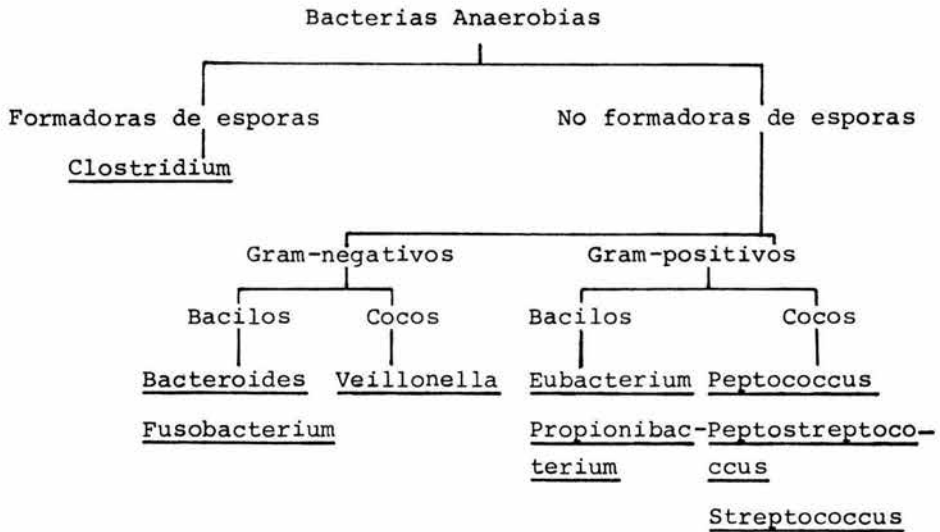 Bacterias Anaerobias
Formadoras de esporas
No formadoras de esporas
Clostridium
Gram-negativos
Gram-positivos
Bacilos
Cocos
Bacilos
Cocos
Bacteroides
Veillonella
Eubacterium
Peptococcus
Fusobacterium
Propionibac-
terium
Peptostreptoco-
ccus
Streptococcus